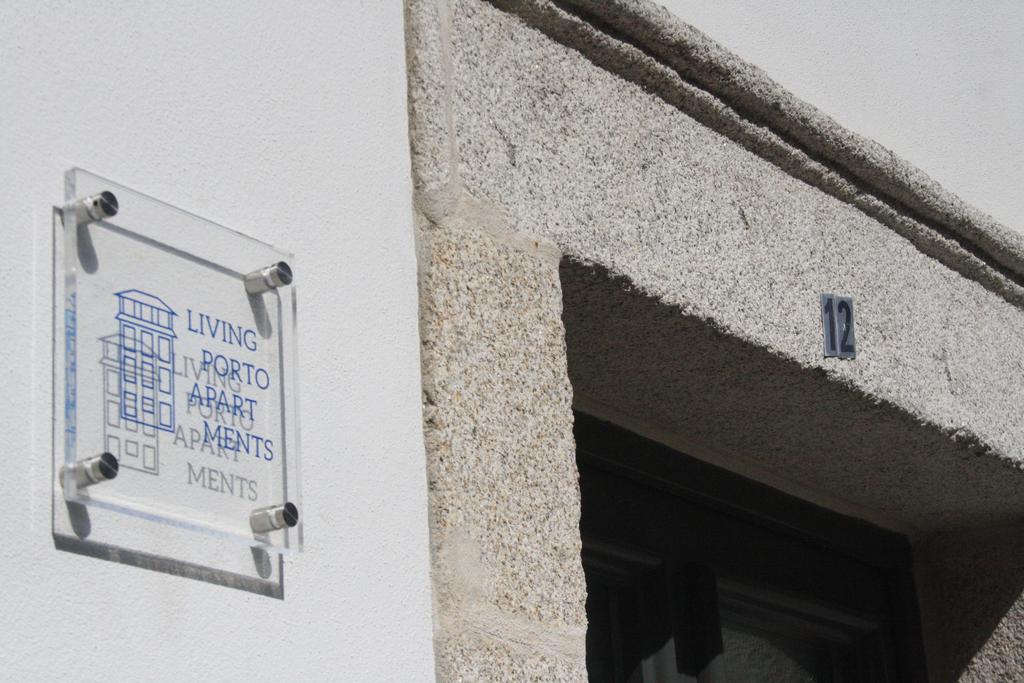 LIVING
PORTO
APART
MENTS
12